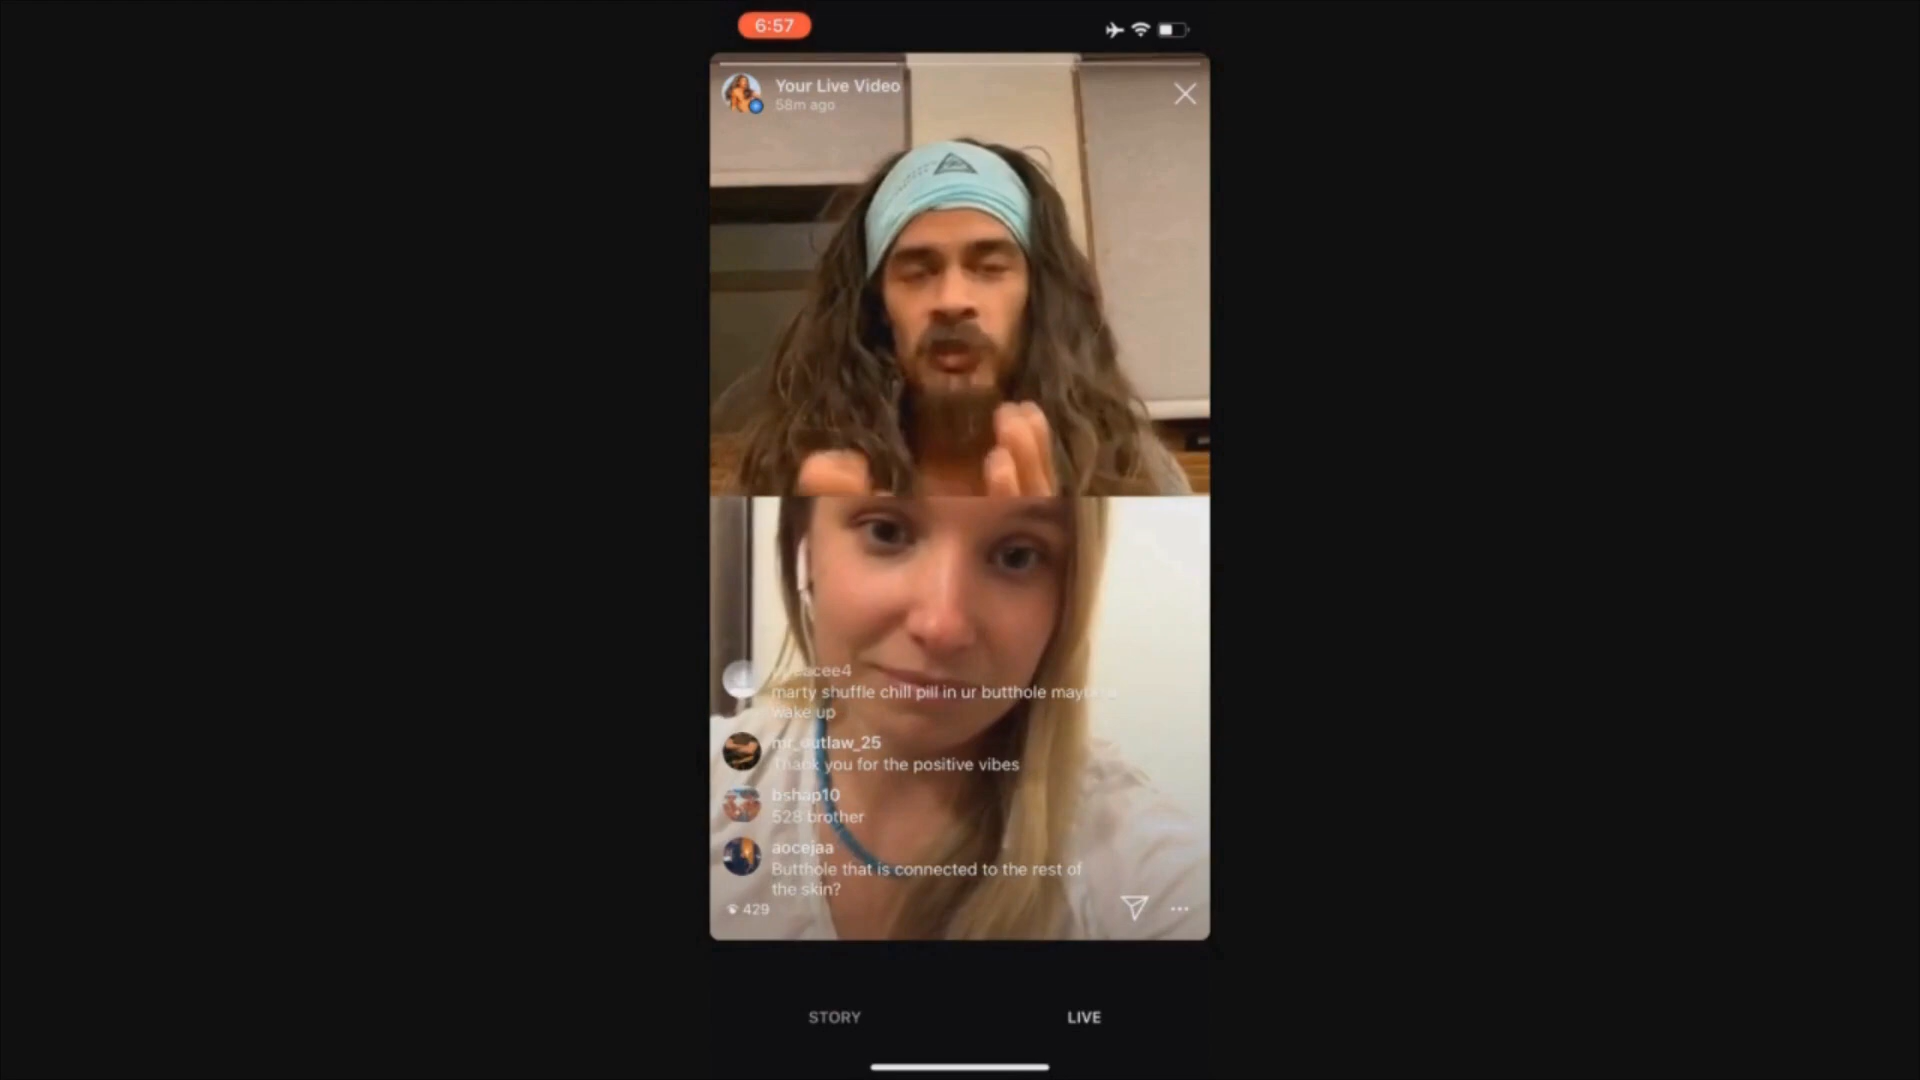 6:57
Your Live Video
58m ago
marty shuffle chill pill in ur butthole
wake up
mr_outlaw_25
Thank you for the positive vibes
bshap10
528 brother
aocejaa
Butthole that is connected to the rest of
the skin?
429
STORY
LIVE